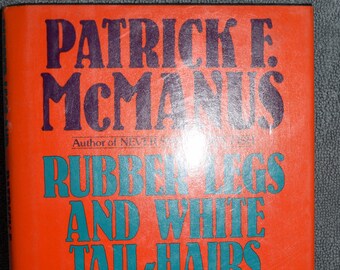 PATRICK F.
McMANUS
Author of NEVER
RUBBER LEGS
AND WHITE
TAIL-HAIRS